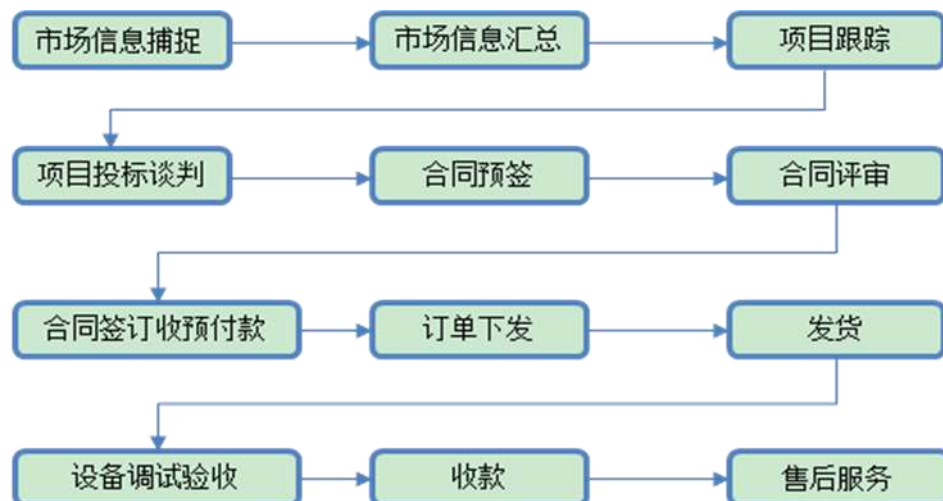 市场信息捕捉
市场信息汇总
项目跟踪
项目投标谈判
合同预签
合同评审
合同签订收预付款
订单下发
发货
设备调试验收
收款
售后服务